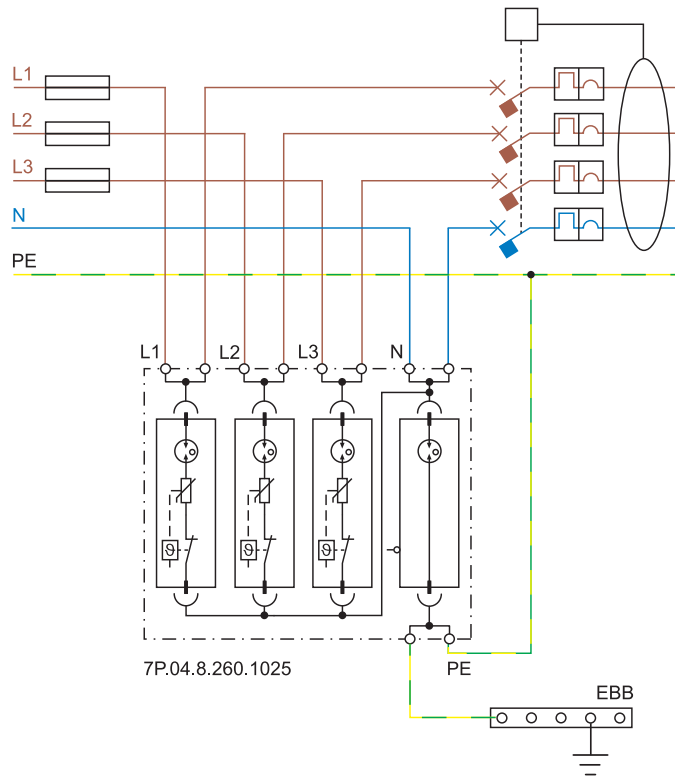 L1
L2
L3
N
PE
L1 L2 L3 N
ϑ ϑ ϑ
7P.04.8.260.1025 PE
EBB